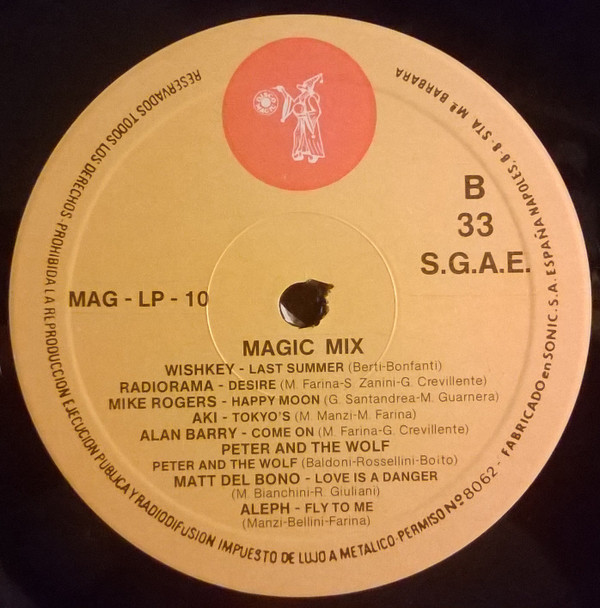 B
33
S.G.A.E.
MAG - LP - 10
MAGIC MIX
WISHKEY - LAST SUMMER (Berti-Bonfanti)
RADIORAMA - DESIRE (M. Farina-S. Zanini-G. Crevillente)
MIKE ROGERS - HAPPY MOON (G. Santandrea-M. Guarnera)
AKI - TOKYO'S (M. Manzi-M. Farina)
ALAN BARRY - COME ON (M. Farina-G. Crevillente)
PETER AND THE WOLF
PETER AND THE WOLF (Baldoni-Rossellini-Boito)
MATT DEL BONO - LOVE IS A DANGER
(M. Bianchini-R. Giuliani)
ALEPH - FLY TO ME
(Manzi-Bellini-Farina)
RESERVADOS TODOS LOS DERECHOS - PROHIBIDA LA REPRODUCCION EJECUCION PUBLICA Y RADIODIFUSION IMPUESTO DE LUJO A METALICO-PERMISO Nº 8062 - FABRICADO en SONIC. S.A. ESPAÑA NAPOLES, 8-8-STA Mª BARBARA